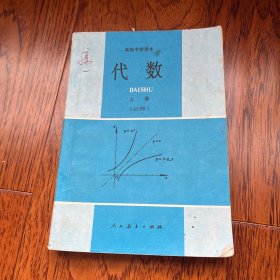 高级中学课本
代数
DAISHU
上册
(必修)
y
x
人民教育出版社